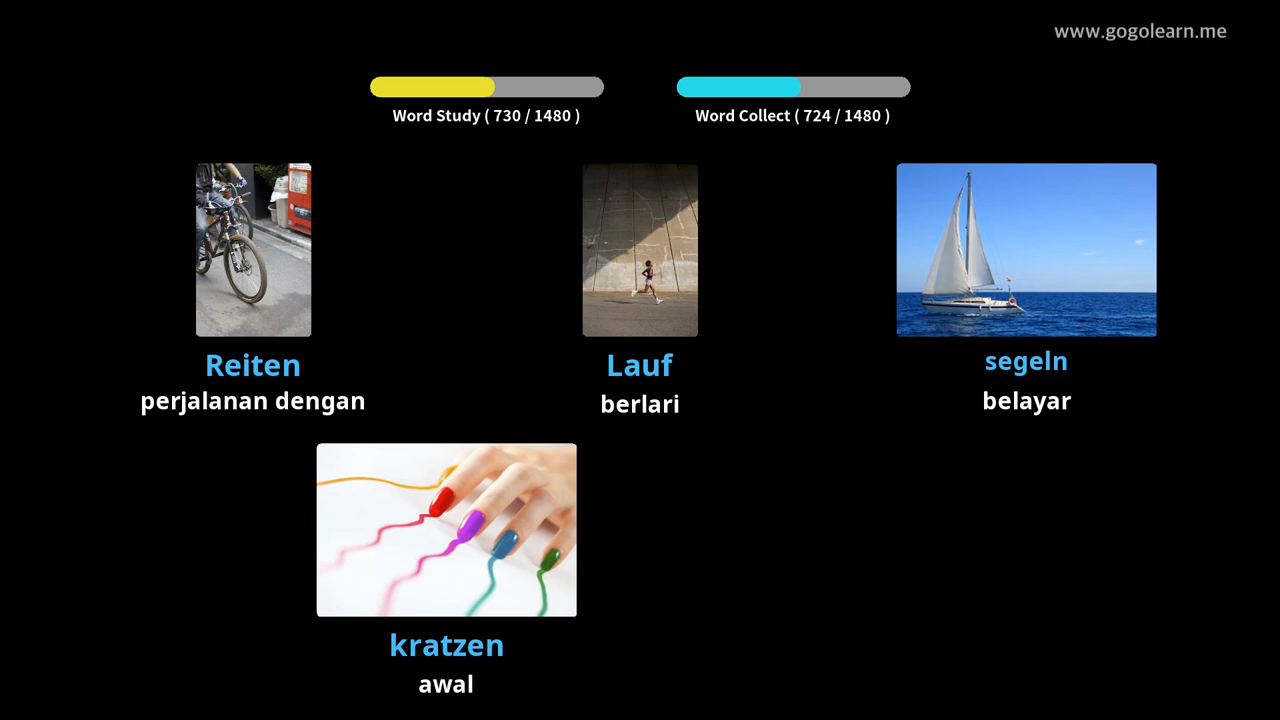 www.gogolearn.me
Word Study ( 730 / 1480 )
Word Collect ( 724 / 1480 )
Reiten
perjalanan dengan
Lauf
berlari
segeln
belayar
kratzen
awal